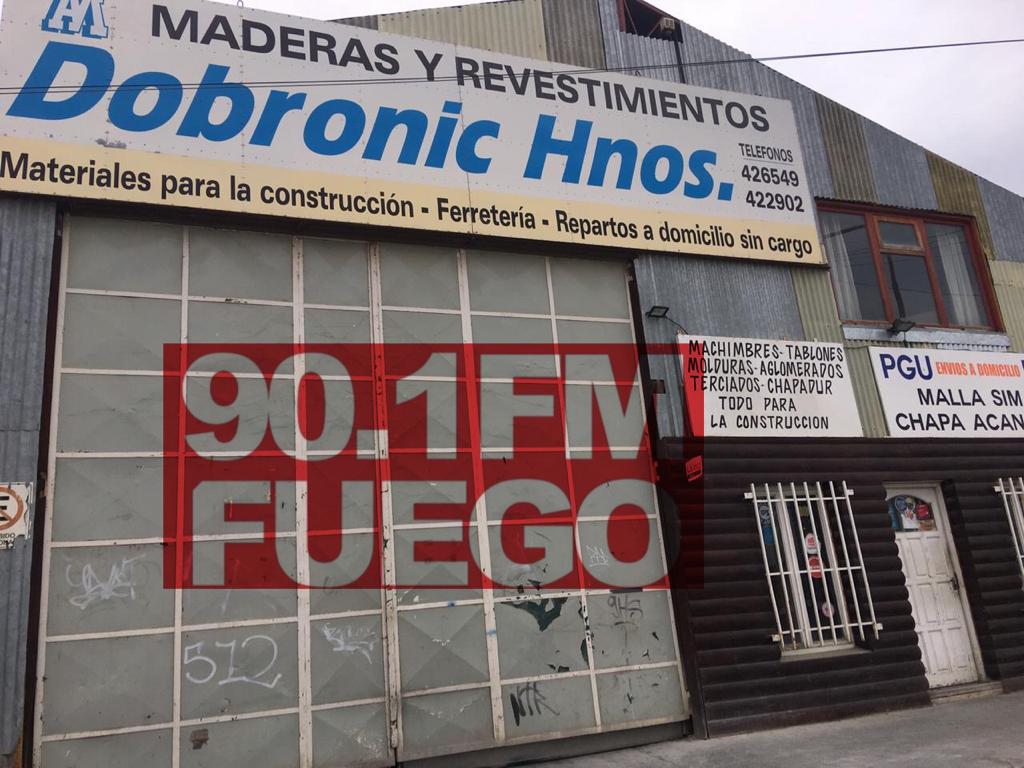 MADERAS Y REVESTIMIENTOS
Dobronic Hnos.
TELEFONOS
426549
422902
Materiales para la construcción - Ferretería - Repartos a domicilio sin cargo
MACHIMBRES-TABLONES
MOLDURAS-AGLOMERADOS
TERCIADOS-CHAPADUR
TODO PARA
LA CONSTRUCCION
PGU ENVIOS A DOMICILIO
MALLA SIM
CHAPA ACAN
90.1FM
FUEGO
572